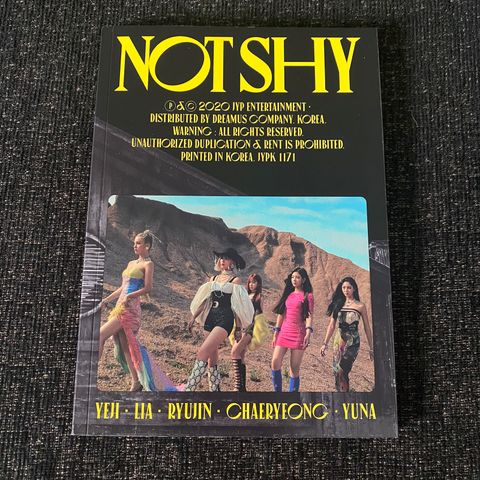 NOT SHY
Ⓟ & © 2020 JYP ENTERTAINMENT ·
DISTRIBUTED BY DREAMUS COMPANY, KOREA.
WARNING : ALL RIGHTS RESERVED.
UNAUTHORIZED DUPLICATION & RENT IS PROHIBITED.
PRINTED IN KOREA. JYPK 1171
YEJI · LIA · RYUJIN · CHAERYEONG · YUNA